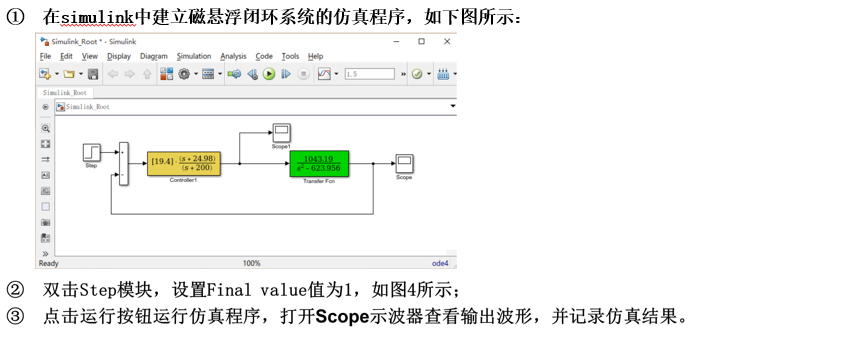 ① 在simulink中建立磁悬浮闭环系统的仿真程序，如下图所示：
Simulink_Root * - Simulink
File Edit View Display Diagram Simulation Analysis Code Tools Help
1.5
Simulink_Root
Simulink_Root
Scope1
Step
+
−
[19.4]·(s + 24.98)/(s + 200)
Controller1
1043.19/s² - 623.956
Transfer Fcn
Scope
Ready 100% ode4
② 双击Step模块，设置Final value值为1，如图4所示；
③ 点击运行按钮运行仿真程序，打开Scope示波器查看输出波形，并记录仿真结果。